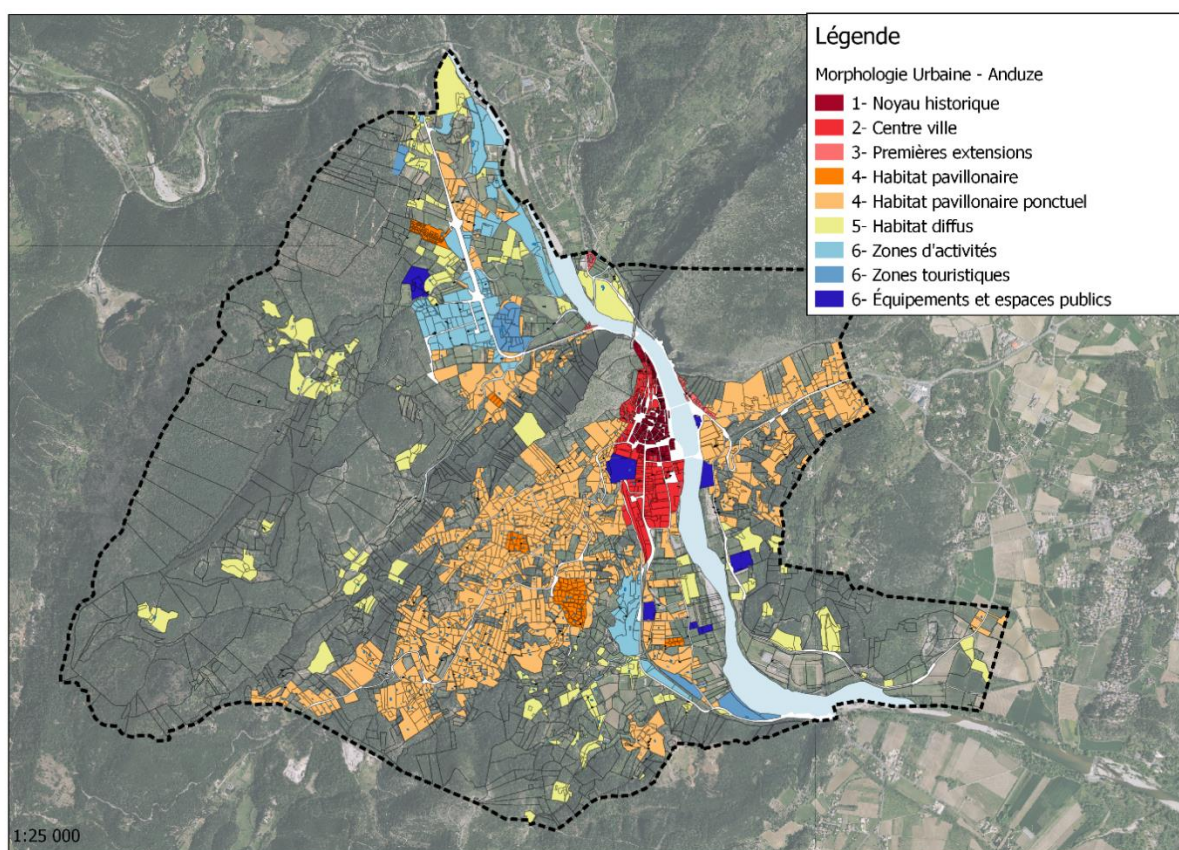 Légende
Morphologie Urbaine - Anduze
1- Noyau historique
2- Centre ville
3- Premières extensions
4- Habitat pavillonaire
4- Habitat pavillonaire ponctuel
5- Habitat diffus
6- Zones d'activités
6- Zones touristiques
6- Équipements et espaces publics
1:25 000